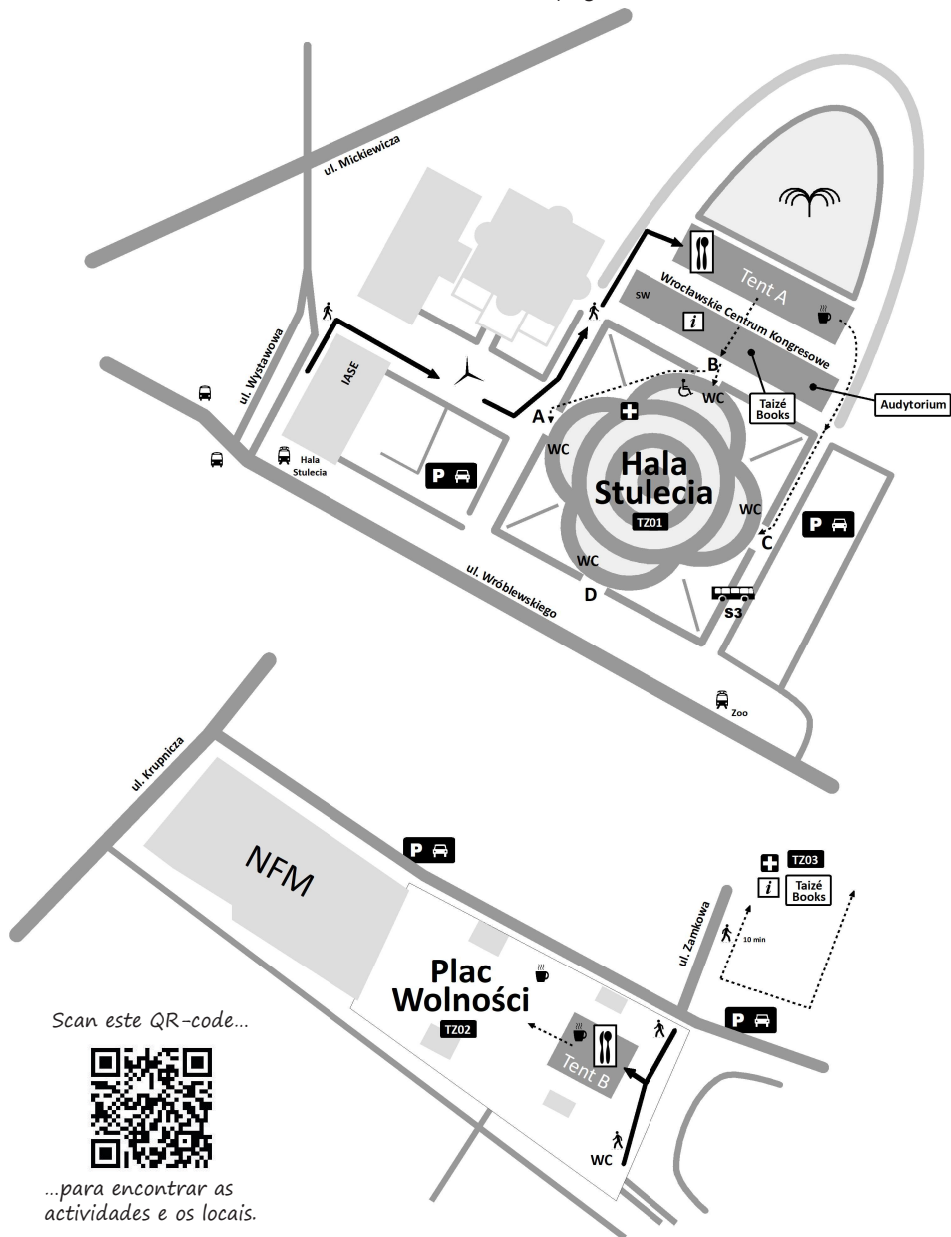 ul. Mickiewicza
ul. Wystawowa
IASE
Hala
Stulecia
P
SW
i
Tent A
Wrocławskie Centrum Kongresowe
Taizé
Books
Audytorium
A
B
WC
WC
Hala
Stulecia
TZ01
WC
WC
C
D
P
S3
ul. Wróblewskiego
Zoo
ul. Krupnicza
NFM
P
Plac
Wolności
TZ02
Tent B
WC
ul. Zamkowa
10 min
TZ03
i
Taizé
Books
P
Scan este QR-code...
...para encontrar as
actividades e os locais.